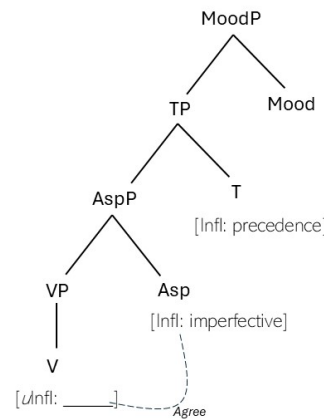 MoodP
TP
Mood
AspP
T
[Infl: precedence]
VP
Asp
[Infl: imperfective]
V
[uInfl: ______]
Agree